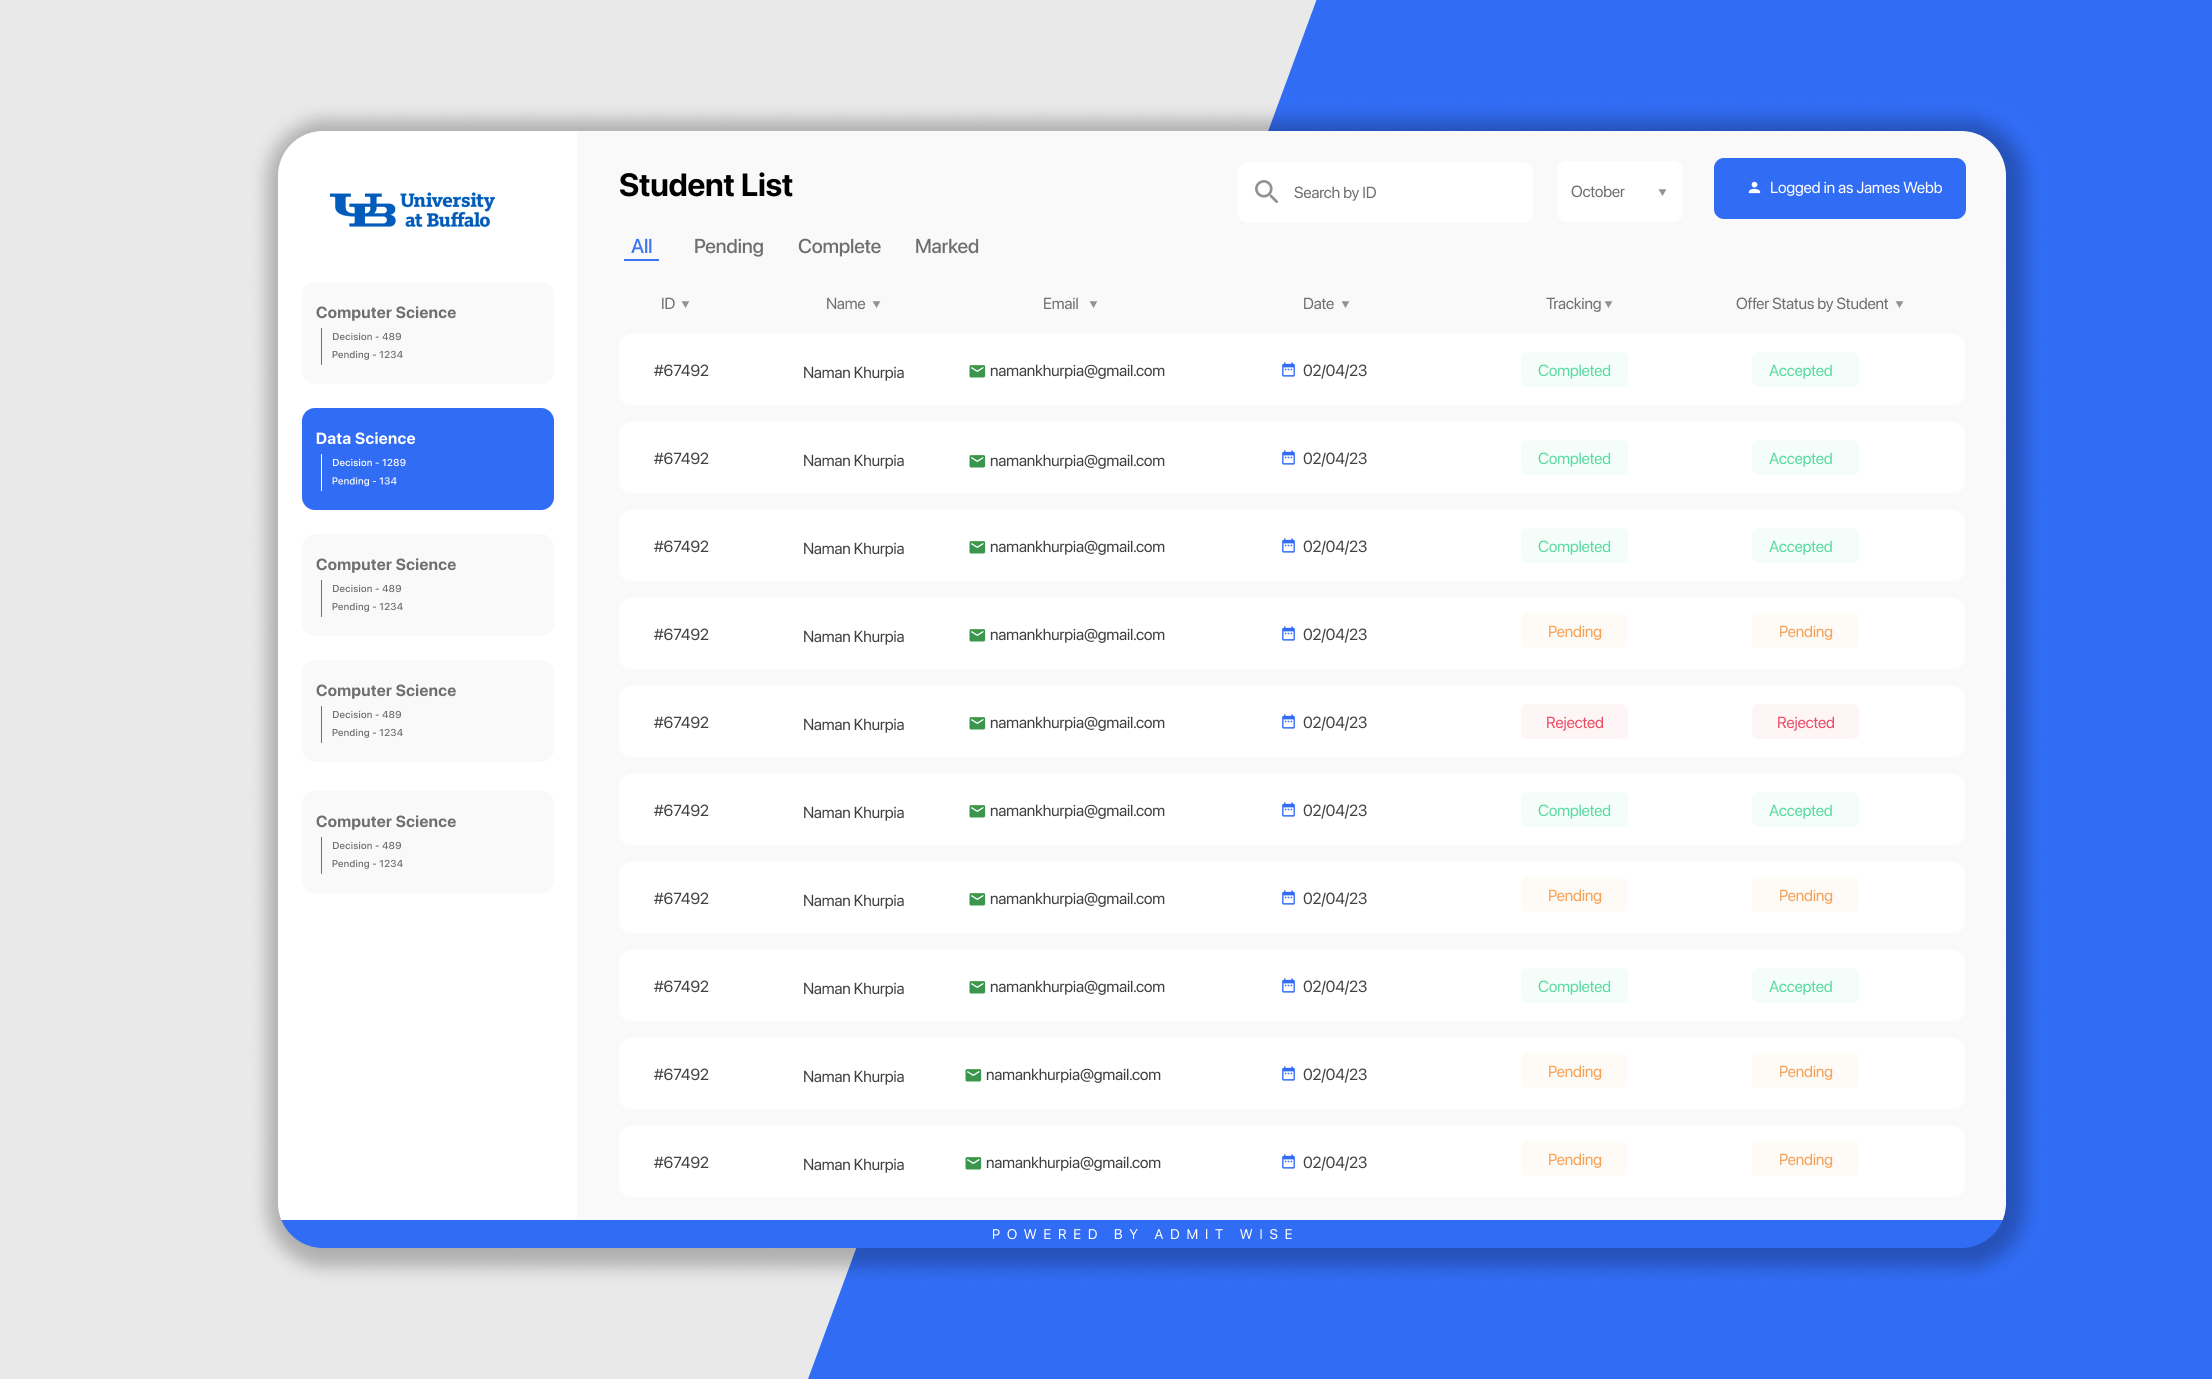 University
at Buffalo
Computer Science
Decision - 489
Pending - 1234
Data Science
Decision - 1289
Pending - 134
Computer Science
Decision - 489
Pending - 1234
Computer Science
Decision - 489
Pending - 1234
Computer Science
Decision - 489
Pending - 1234
Student List
Search by ID
October ▼
Logged in as James Webb
All Pending Complete Marked
ID ▼ Name ▼ Email ▼ Date ▼ Tracking ▼ Offer Status by Student ▼
#67492 Naman Khurpia namankhurpia@gmail.com 02/04/23 Completed Accepted
#67492 Naman Khurpia namankhurpia@gmail.com 02/04/23 Completed Accepted
#67492 Naman Khurpia namankhurpia@gmail.com 02/04/23 Completed Accepted
#67492 Naman Khurpia namankhurpia@gmail.com 02/04/23 Pending Pending
#67492 Naman Khurpia namankhurpia@gmail.com 02/04/23 Rejected Rejected
#67492 Naman Khurpia namankhurpia@gmail.com 02/04/23 Completed Accepted
#67492 Naman Khurpia namankhurpia@gmail.com 02/04/23 Pending Pending
#67492 Naman Khurpia namankhurpia@gmail.com 02/04/23 Completed Accepted
#67492 Naman Khurpia namankhurpia@gmail.com 02/04/23 Pending Pending
#67492 Naman Khurpia namankhurpia@gmail.com 02/04/23 Pending Pending
POWERED BY ADMIT WISE